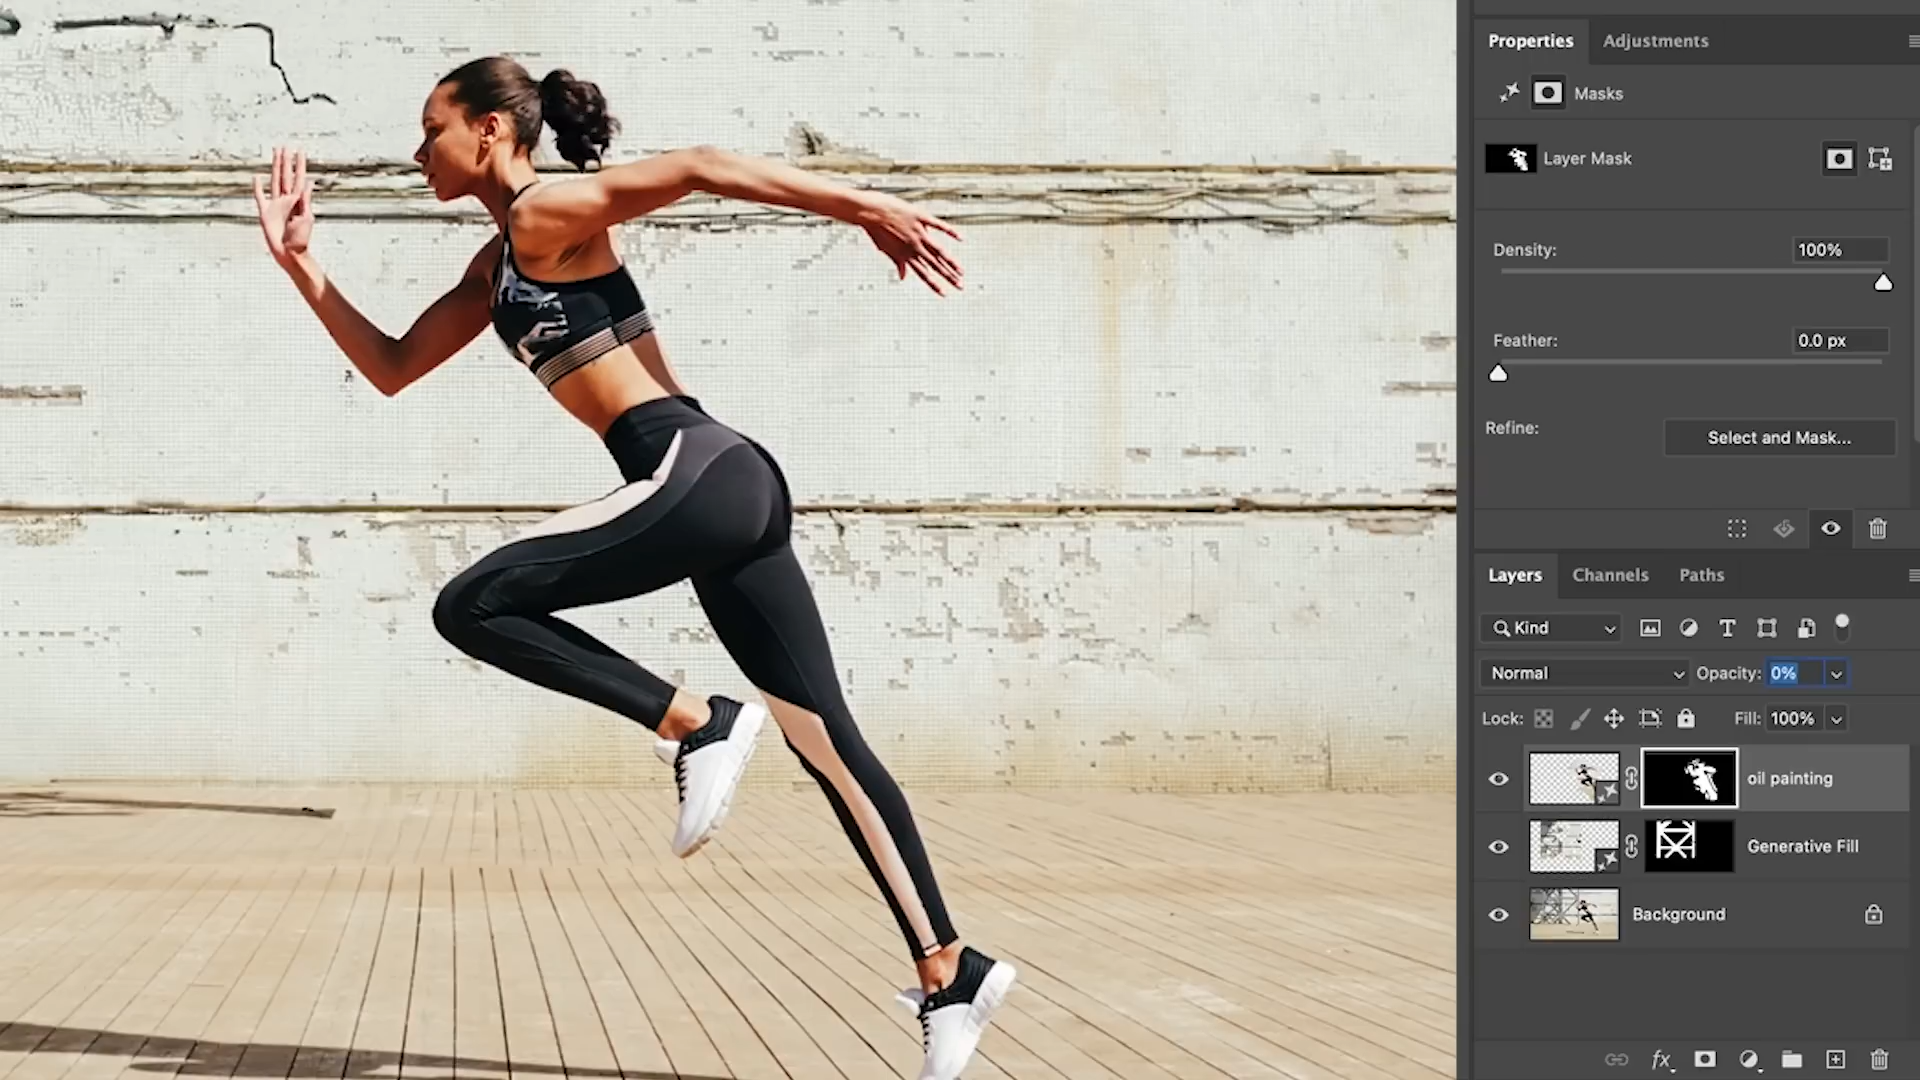 Properties
Adjustments
Masks
Layer Mask
Density:
100%
Feather:
0.0 px
Refine:
Select and Mask...
Layers
Channels
Paths
Kind
Normal
Opacity:
0%
Lock:
Fill:
100%
oil painting
Generative Fill
Background
fx